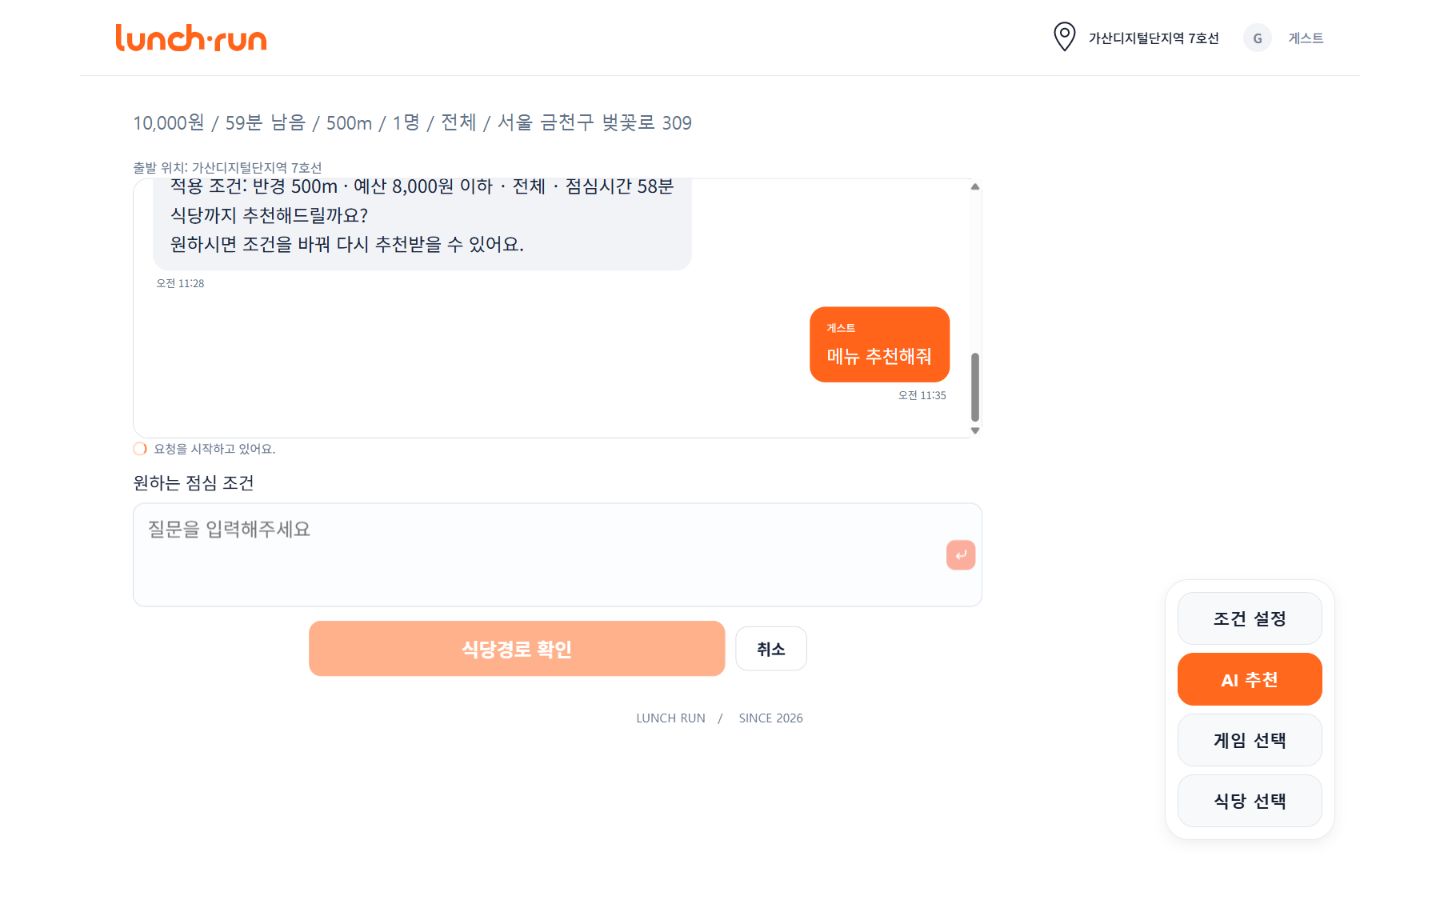 lunch·run
가산디지털단지역 7호선
G
게스트
10,000원 / 59분 남음 / 500m / 1명 / 전체 / 서울 금천구 벚꽃로 309
출발 위치: 가산디지털단지역 7호선
적용 조건: 반경 500m · 예산 8,000원 이하 · 전체 · 점심시간 58분
식당까지 추천해드릴까요?
원하시면 조건을 바꿔 다시 추천받을 수 있어요.
오전 11:28
게스트
메뉴 추천해줘
오전 11:35
요청을 시작하고 있어요.
원하는 점심 조건
질문을 입력해주세요
식당경로 확인
취소
LUNCH RUN / SINCE 2026
조건 설정
AI 추천
게임 선택
식당 선택